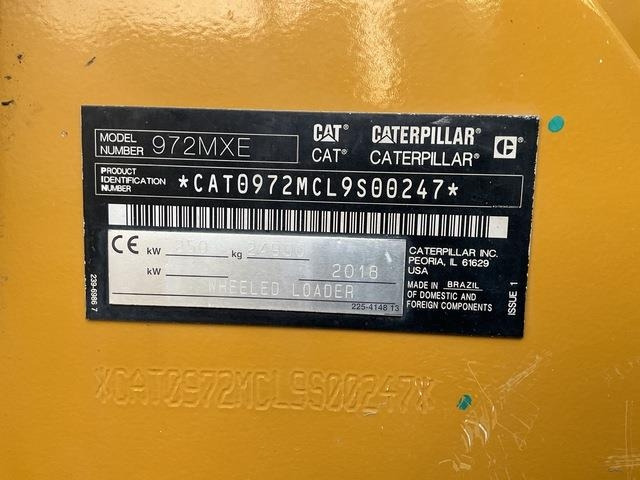 MODEL NUMBER 972MXE
CAT® CATERPILLAR® C
CAT® CATERPILLAR®
PRODUCT IDENTIFICATION NUMBER *CAT0972MCL9S00247*
CE kW 250 kg
kW 2018
WHEELED LOADER
225-4148 13
CATERPILLAR INC.
PEORIA, IL 61629
USA
MADE IN BRAZIL
OF DOMESTIC AND
FOREIGN COMPONENTS
239-6986 7
ISSUE 1
*CAT0972MCL9S00247*